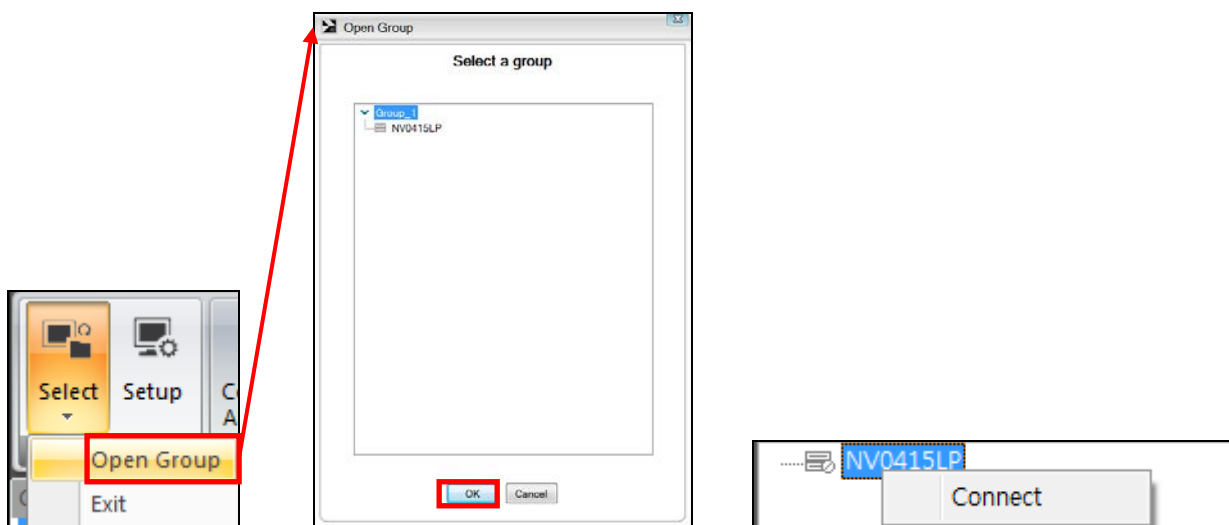 Open Group
Select a group
Group_1
NV0415LP
OK
Cancel
Select
Setup
Open Group
Exit
NV0415LP
Connect